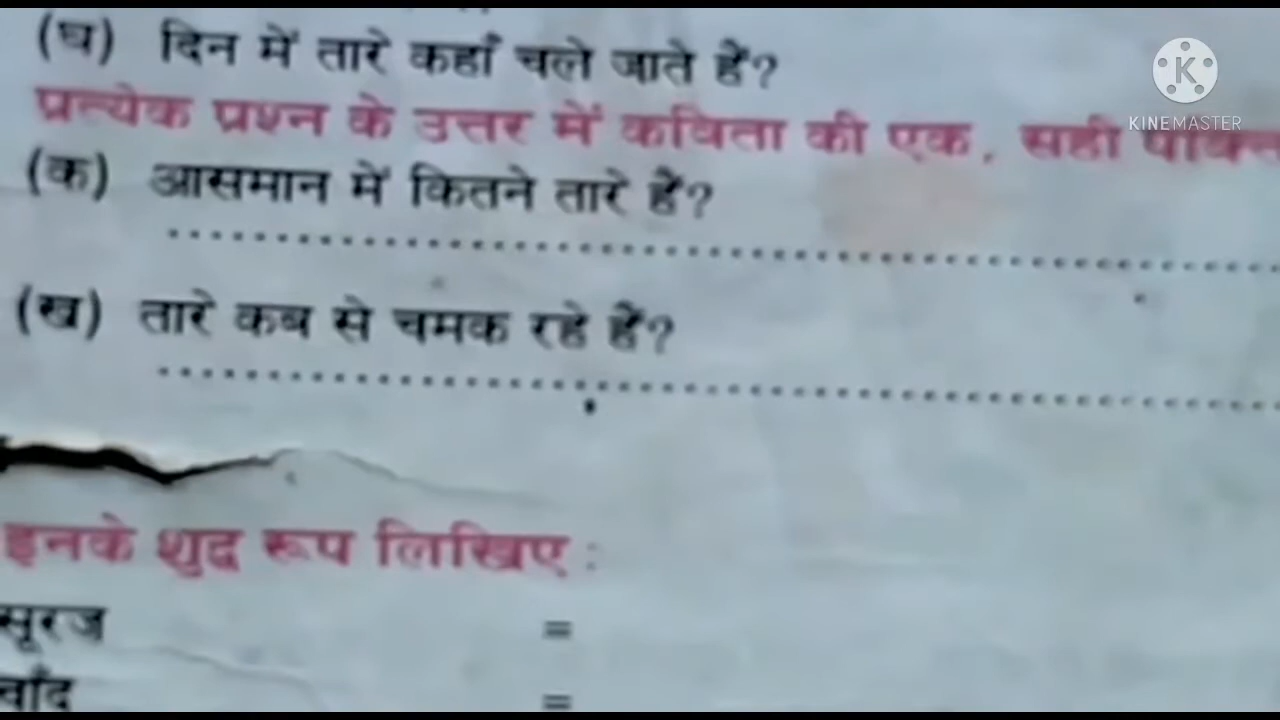 (घ) दिन में तारे कहाँ चले जाते हैं?
प्रत्येक प्रश्न के उत्तर में कविता की एक, सही
(क) आसमान में कितने तारे हैं?
(ख) तारे कब से चमक रहे हैं?
इनके शुद्ध रूप लिखिए :
सूरज =
चाँद =
K
KINEMASTER